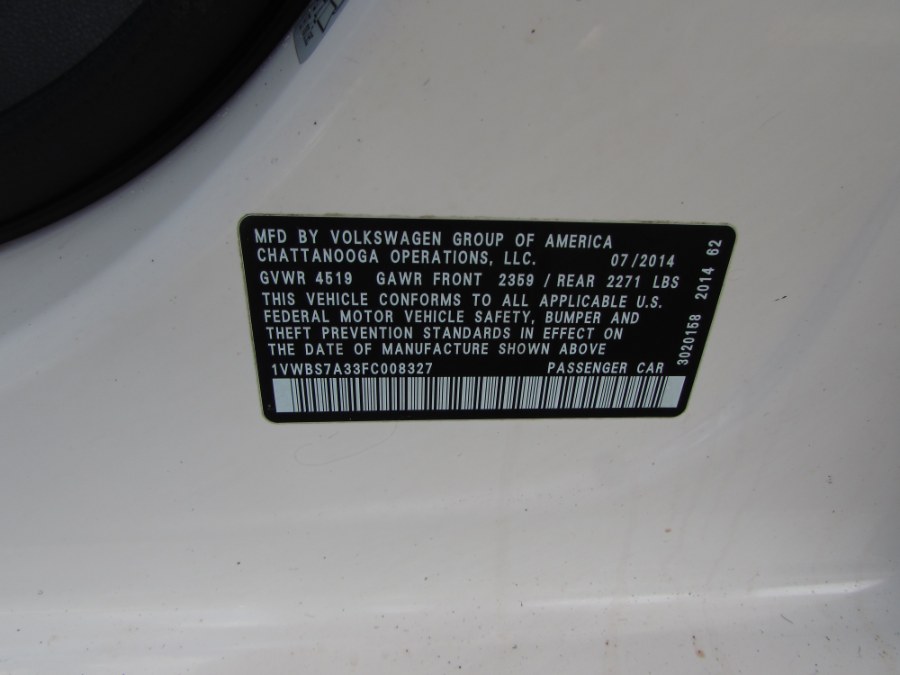 MFD BY VOLKSWAGEN GROUP OF AMERICA
CHATTANOOGA OPERATIONS, LLC. 07/2014
GVWR 4519 GAWR FRONT 2359 / REAR 2271 LBS
THIS VEHICLE CONFORMS TO ALL APPLICABLE U.S.
FEDERAL MOTOR VEHICLE SAFETY, BUMPER AND
THEFT PREVENTION STANDARDS IN EFFECT ON
THE DATE OF MANUFACTURE SHOWN ABOVE
1VWBS7A33FC008327 PASSENGER CAR
3020158 2014 62